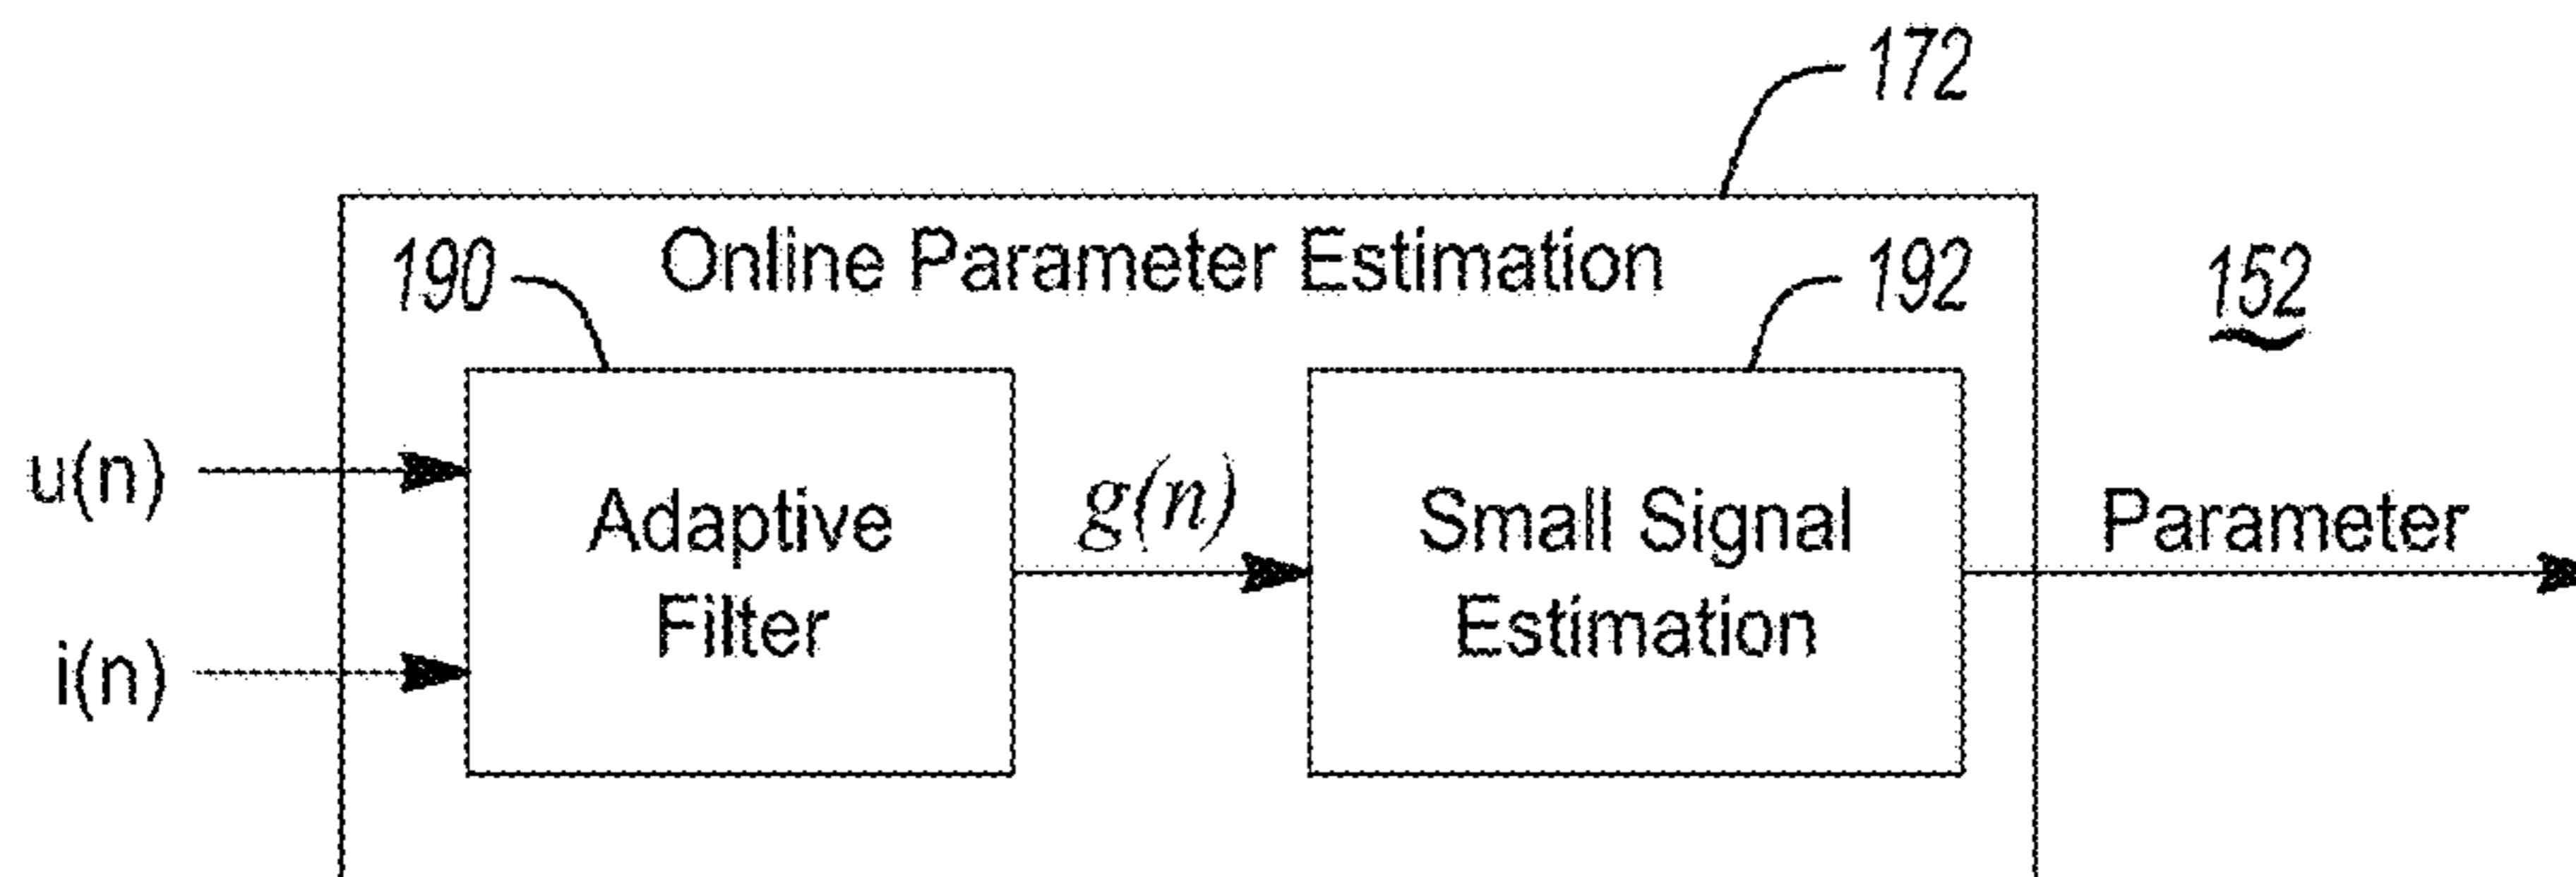 172
Online Parameter Estimation
190
192
152
u(n)
i(n)
Adaptive
Filter
g(n)
Small Signal
Estimation
Parameter